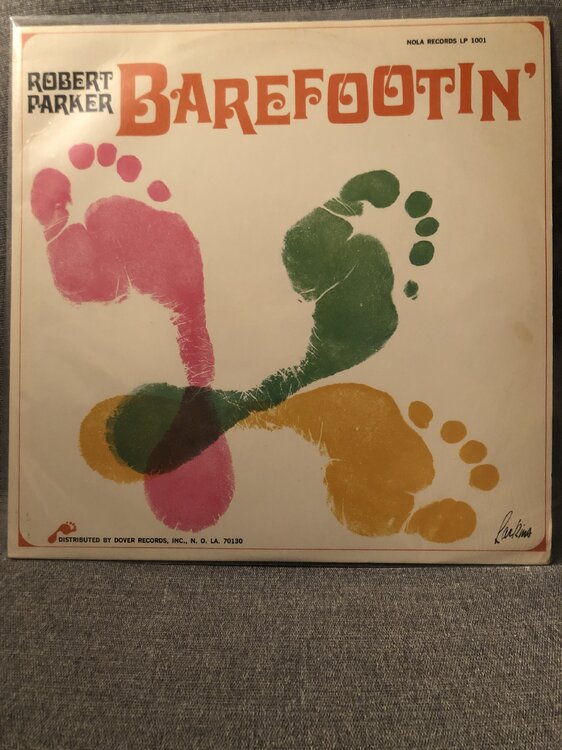 NOLA RECORDS LP 1001
ROBERT
PARKER
BAREFOOTIN'
DISTRIBUTED BY DOVER RECORDS, INC., N. O. LA. 70130